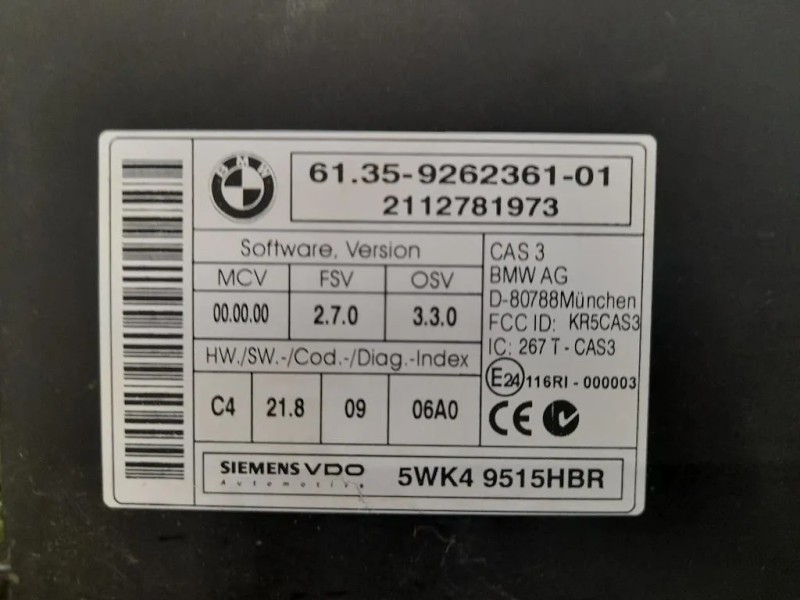 BMW
61.35-9262361-01
2112781973
Software, Version
MCV FSV OSV
00.00.00 2.7.0 3.3.0
HW./SW.-/Cod.-/Diag.-Index
C4 21.8 09 06A0
CAS 3
BMW AG
D-80788München
FCC ID: KR5CAS3
IC: 267 T - CAS3
E24 116RI - 000003
CE N
SIEMENS VDO
Automotive
5WK4 9515HBR